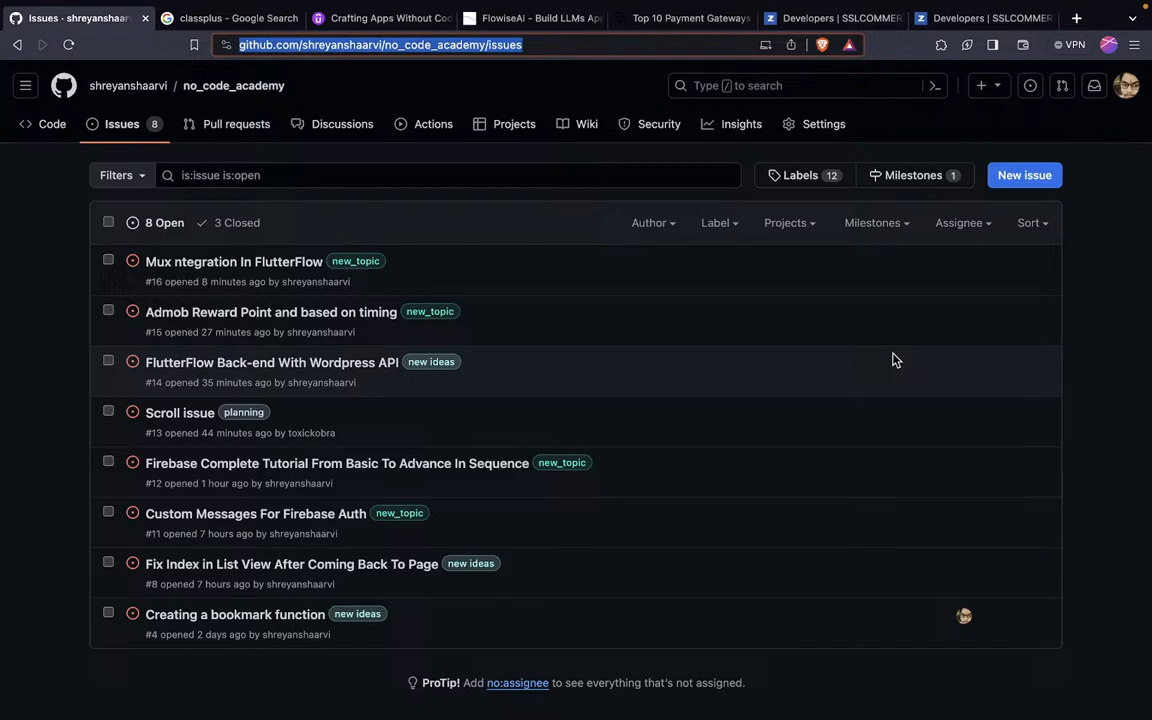 Issues · shreyanshaarvi
classplus - Google Search
Crafting Apps Without Co
FlowiseAI - Build LLMs Ap
Top 10 Payment Gateways
Developers | SSLCOMMER
Developers | SSLCOMMER
github.com/shreyanshaarvi/no_code_academy/issues
VPN
shreyanshaarvi / no_code_academy
Type / to search
Code
Issues 8
Pull requests
Discussions
Actions
Projects
Wiki
Security
Insights
Settings
Filters
is:issue is:open
Labels 12
Milestones 1
New issue
8 Open
3 Closed
Author
Label
Projects
Milestones
Assignee
Sort
Mux ntegration In FlutterFlow new_topic
#16 opened 8 minutes ago by shreyanshaarvi
Admob Reward Point and based on timing new_topic
#15 opened 27 minutes ago by shreyanshaarvi
FlutterFlow Back-end With Wordpress API new ideas
#14 opened 35 minutes ago by shreyanshaarvi
Scroll issue planning
#13 opened 44 minutes ago by toxickobra
Firebase Complete Tutorial From Basic To Advance In Sequence new_topic
#12 opened 1 hour ago by shreyanshaarvi
Custom Messages For Firebase Auth new_topic
#11 opened 7 hours ago by shreyanshaarvi
Fix Index in List View After Coming Back To Page new ideas
#8 opened 7 hours ago by shreyanshaarvi
Creating a bookmark function new ideas
#4 opened 2 days ago by shreyanshaarvi
ProTip! Add no:assignee to see everything that's not assigned.